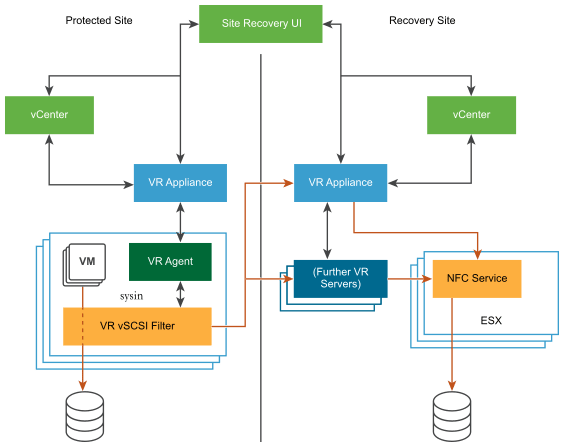 Protected Site
Site Recovery UI
Recovery Site
vCenter
vCenter
VR Appliance
VR Appliance
VM
VR Agent
sysin
VR vSCSI Filter
(Further VR
Servers)
NFC Service
ESX